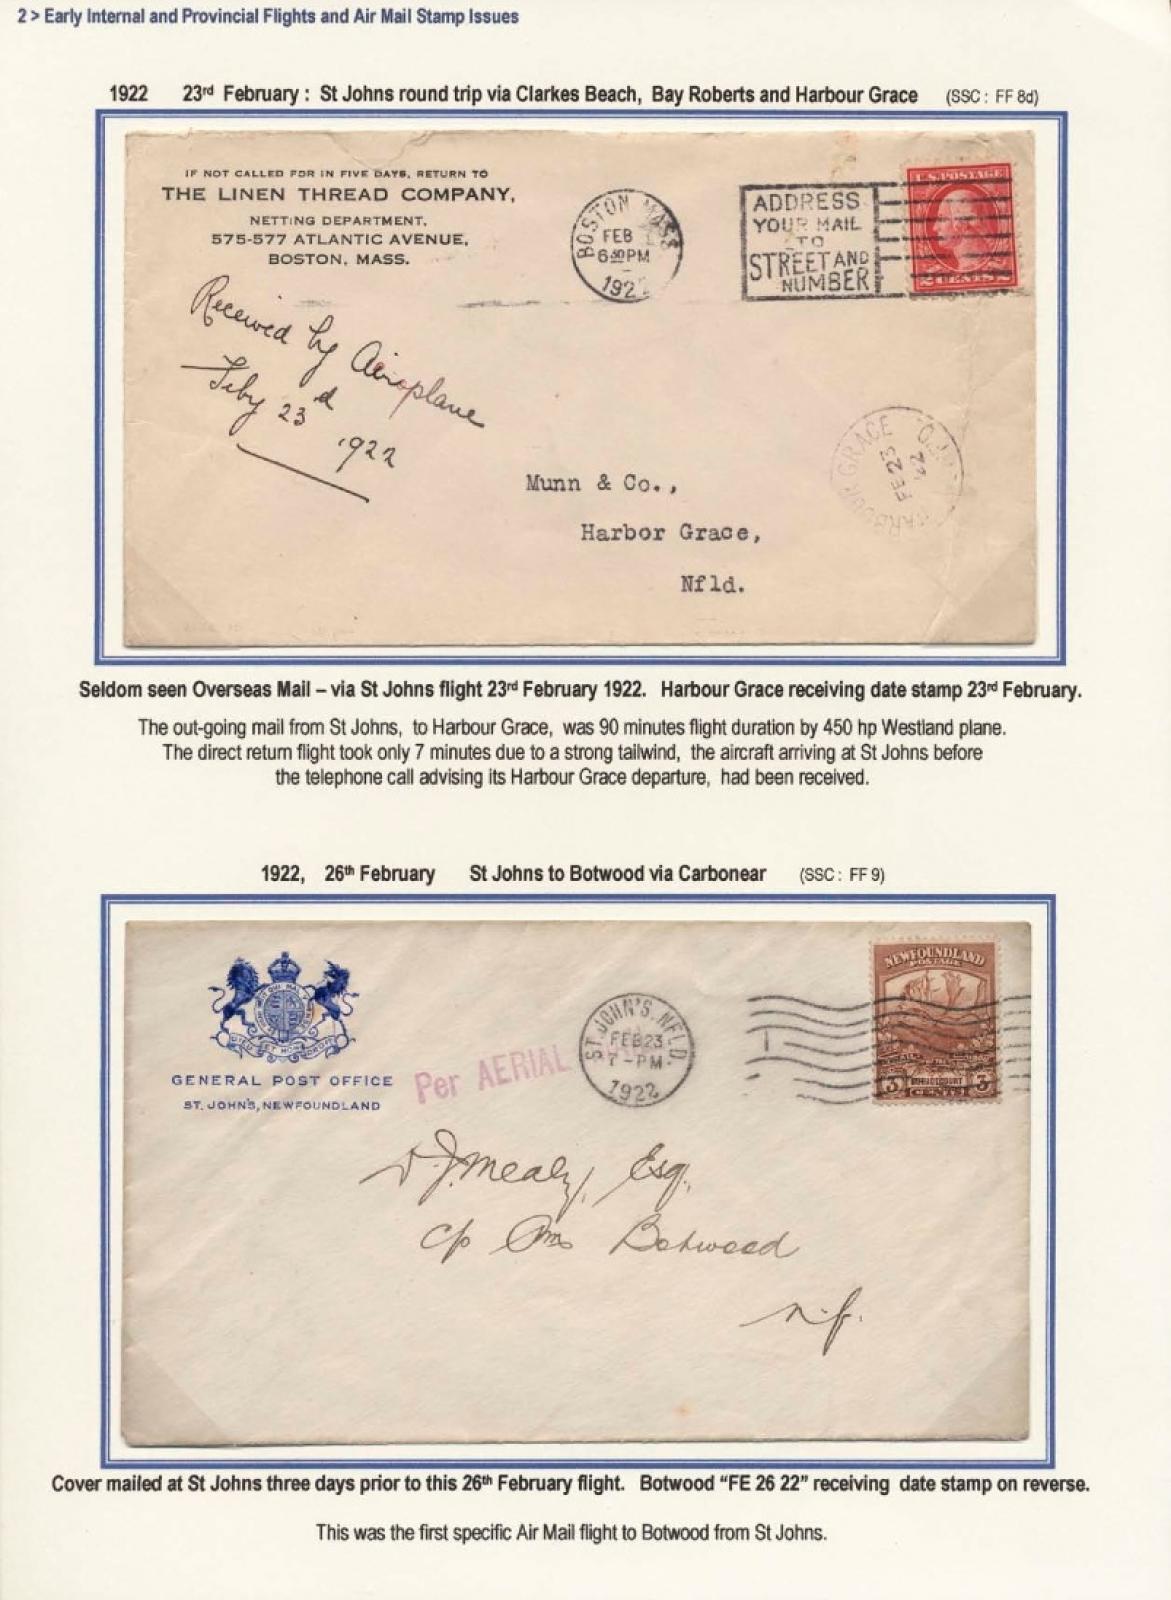 2 > Early Internal and Provincial Flights and Air Mail Stamp Issues
1922 23rd February : St Johns round trip via Clarkes Beach, Bay Roberts and Harbour Grace (SSC : FF 8d)
IF NOT CALLED FOR IN FIVE DAYS, RETURN TO
THE LINEN THREAD COMPANY,
NETTING DEPARTMENT,
575-577 ATLANTIC AVENUE,
BOSTON, MASS.
BOSTON MASS
FEB
6 30 PM
1922
ADDRESS
YOUR MAIL
TO
STREET AND
NUMBER
U.S. POSTAGE
2 CENTS 2
Received by Aeroplane
Feby 23d 1922
HARBOUR GRACE
FE 23
22
Munn & Co.,
Harbor Grace,
Nfld.
Seldom seen Overseas Mail – via St Johns flight 23rd February 1922. Harbour Grace receiving date stamp 23rd February.
The out-going mail from St Johns, to Harbour Grace, was 90 minutes flight duration by 450 hp Westland plane.
The direct return flight took only 7 minutes due to a strong tailwind, the aircraft arriving at St Johns before
the telephone call advising its Harbour Grace departure, had been received.
1922, 26th February St Johns to Botwood via Carbonear (SSC : FF 9)
GENERAL POST OFFICE
ST. JOHN'S, NEWFOUNDLAND
Per AERIAL
ST. JOHN'S, NFLD.
FEB 23
7 - PM
1922
NEWFOUNDLAND
POSTAGE
3 3
CENTS
D. J. Mealy, Esq.,
c/o Pm Botwood
N.F.
Cover mailed at St Johns three days prior to this 26th February flight. Botwood “FE 26 22” receiving date stamp on reverse.
This was the first specific Air Mail flight to Botwood from St Johns.